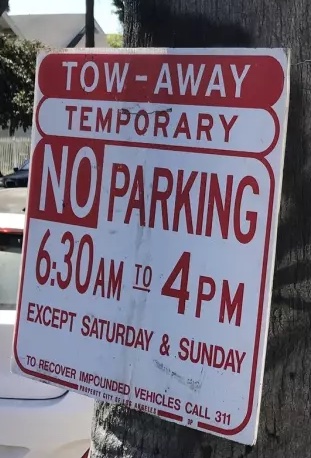 TOW-AWAY
TEMPORARY
NO PARKING
6:30AM TO 4PM
EXCEPT SATURDAY & SUNDAY
TO RECOVER IMPOUNDED VEHICLES CALL 311
PROPERTY CITY OF LOS ANGELES